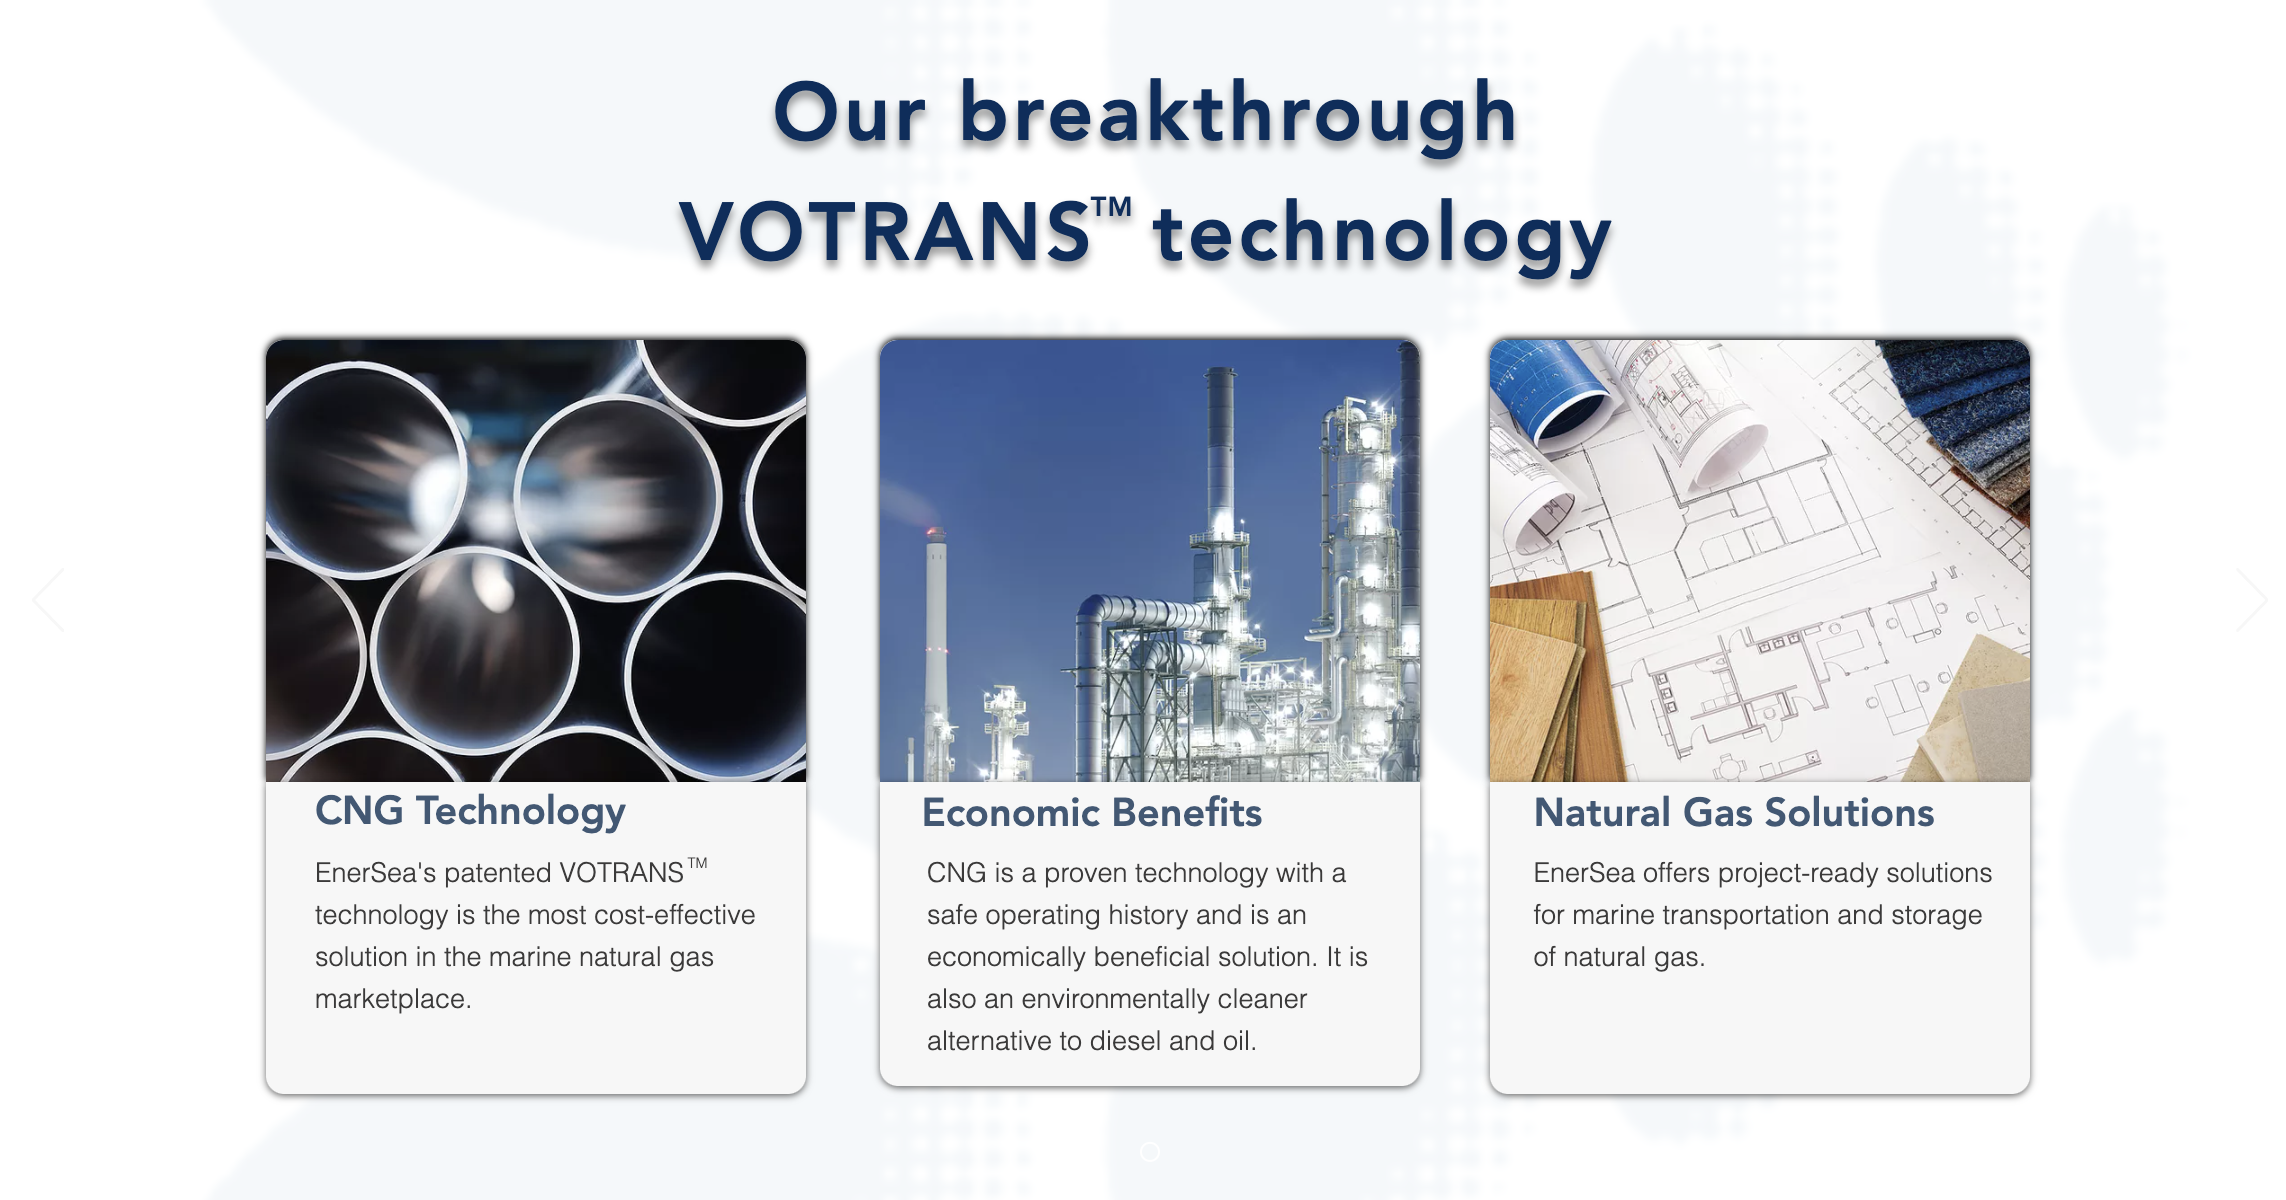 Our breakthrough
VOTRANS™ technology
CNG Technology
EnerSea's patented VOTRANS™
technology is the most cost-effective
solution in the marine natural gas
marketplace.
Economic Benefits
CNG is a proven technology with a
safe operating history and is an
economically beneficial solution. It is
also an environmentally cleaner
alternative to diesel and oil.
Natural Gas Solutions
EnerSea offers project-ready solutions
for marine transportation and storage
of natural gas.